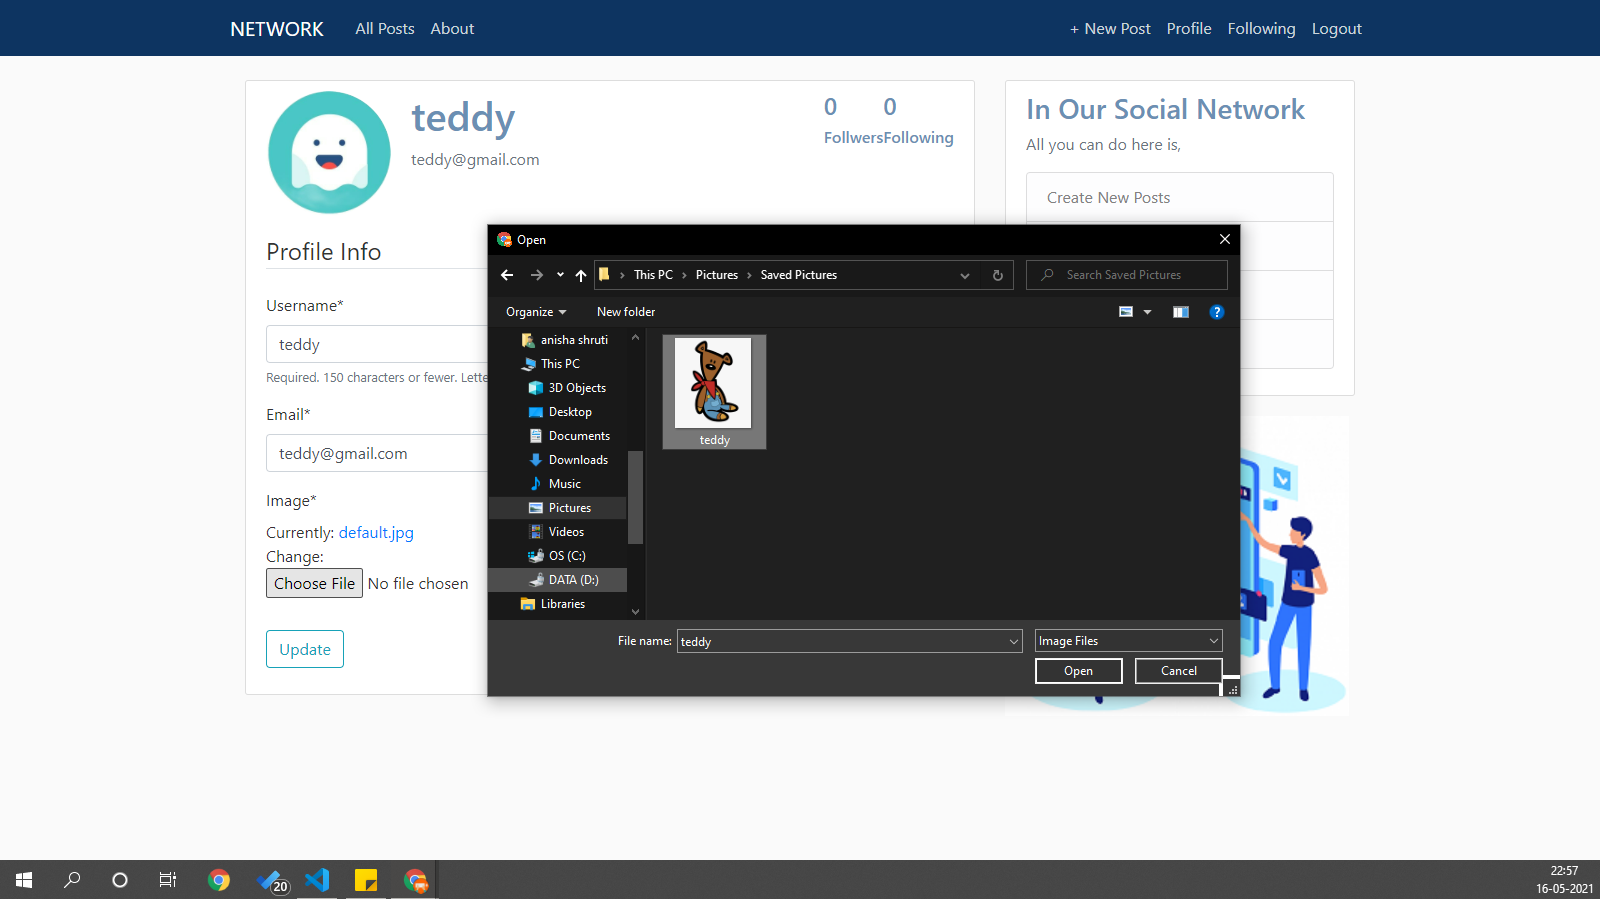 NETWORK All Posts About + New Post Profile Following Logout
teddy
teddy@gmail.com
0 0
FollwersFollowing
Profile Info
Username*
teddy
Required. 150 characters or fewer. Lette
Email*
teddy@gmail.com
Image*
Currently: default.jpg
Change:
Choose File No file chosen
Update
In Our Social Network
All you can do here is,
Create New Posts
Open
This PC Pictures Saved Pictures Search Saved Pictures
Organize New folder
anisha shruti
This PC
3D Objects
Desktop
Documents
Downloads
Music
Pictures
Videos
OS (C:)
DATA (D:)
Libraries
teddy
File name: teddy Image Files
Open Cancel
20
22:57
16-05-2021